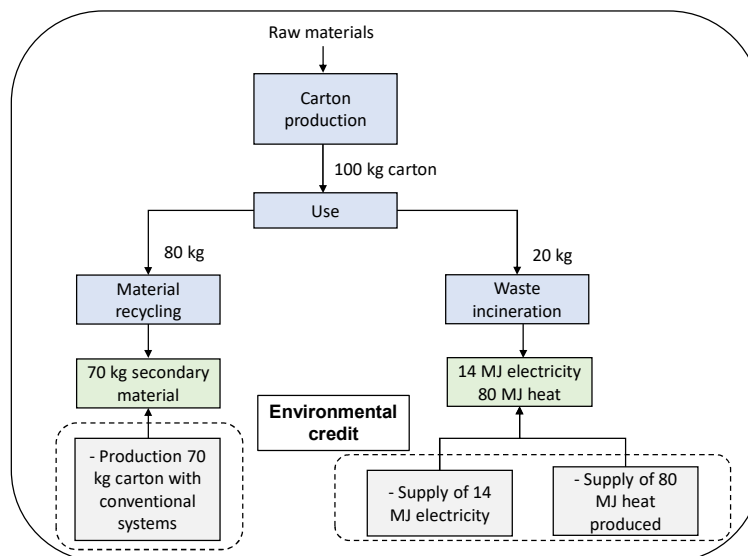 Raw materials
Carton
production
100 kg carton
Use
80 kg
20 kg
Material
recycling
Waste
incineration
70 kg secondary
material
14 MJ electricity
80 MJ heat
Environmental
credit
- Production 70
kg carton with
conventional
systems
- Supply of 14
MJ electricity
- Supply of 80
MJ heat
produced